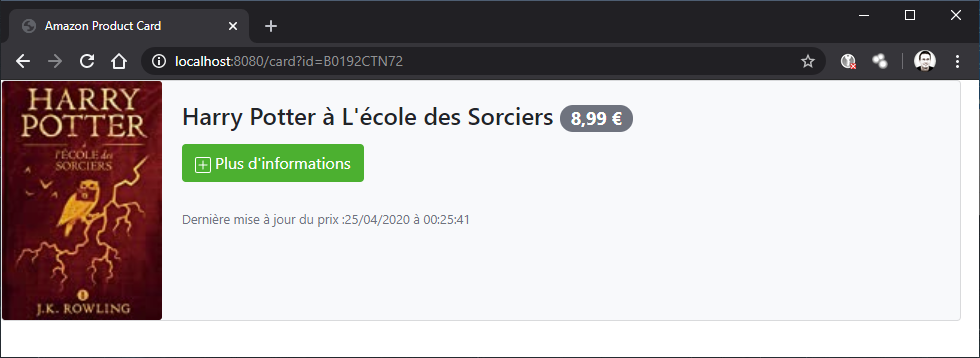 Amazon Product Card
localhost:8080/card?id=B0192CTN72
HARRY
POTTER
à
l'ÉCOLE des
SORCIERS
J.K. ROWLING
Harry Potter à L'école des Sorciers 8,99 €
Plus d'informations
Dernière mise à jour du prix :25/04/2020 à 00:25:41